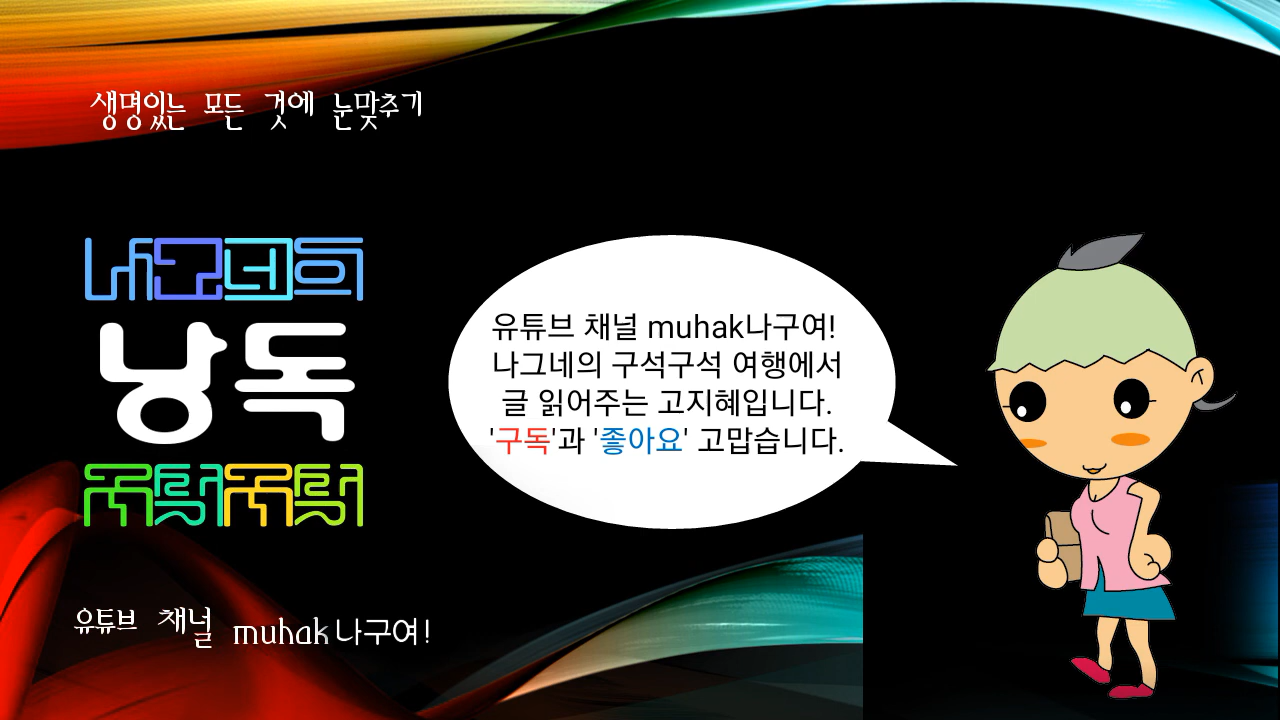 생명있는 모든 것에 눈맞추기
나그네의
낭독
구석구석
유튜브 채널 muhak나구여!
나그네의 구석구석 여행에서
글 읽어주는 고지혜입니다.
'구독'과 '좋아요' 고맙습니다.
유튜브 채널 muhak나구여!